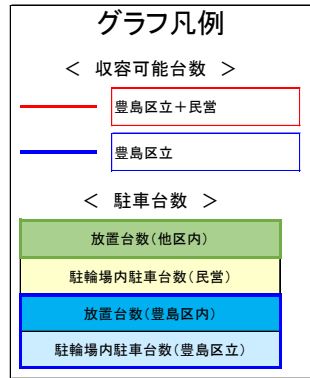 グラフ凡例
＜ 収容可能台数 ＞
豊島区立＋民営
豊島区立
＜ 駐車台数 ＞
放置台数(他区内)
駐輪場内駐車台数(民営)
放置台数(豊島区内)
駐輪場内駐車台数(豊島区立)